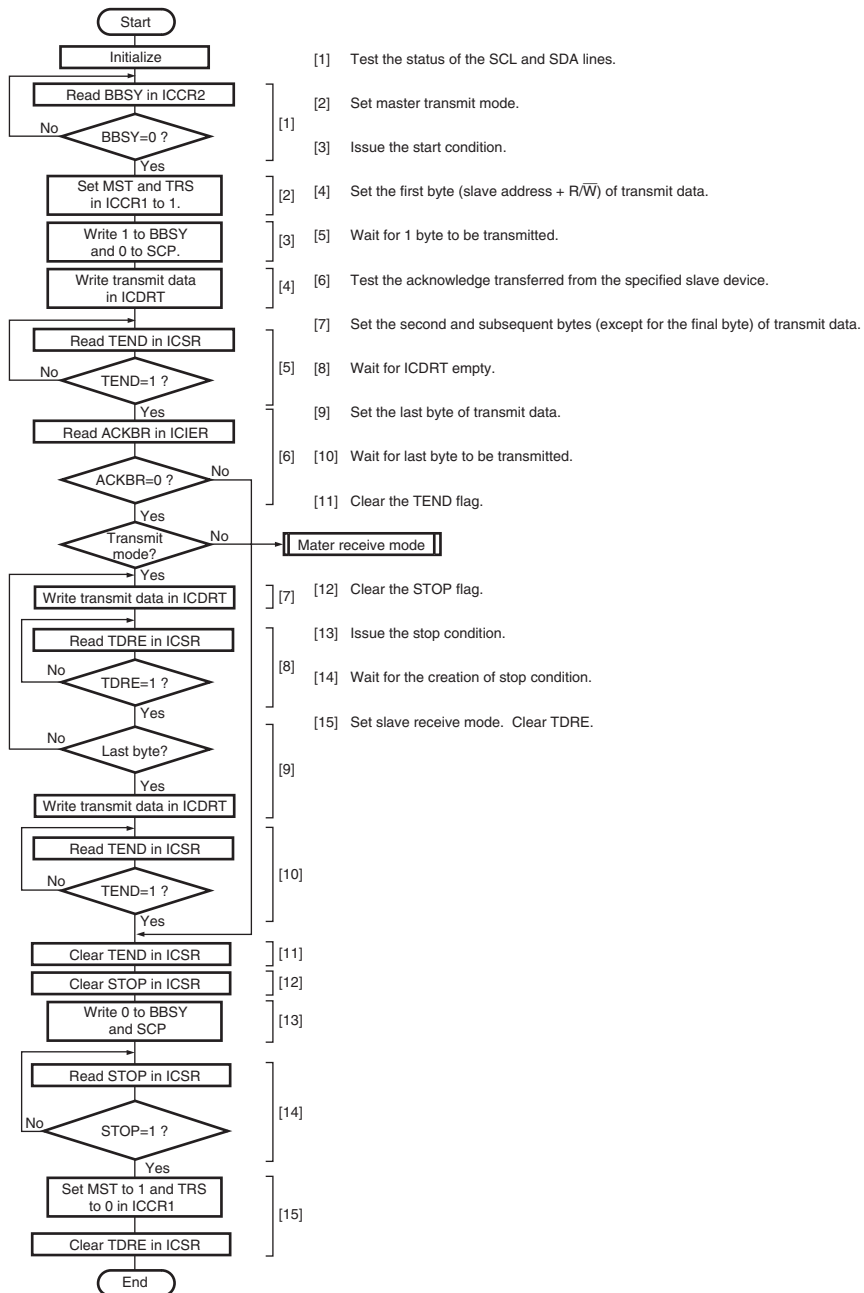 Start
Initialize
Read BBSY in ICCR2
No
BBSY=0 ?
[1]
Yes
Set MST and TRS
in ICCR1 to 1.
[2]
Write 1 to BBSY
and 0 to SCP.
[3]
Write transmit data
in ICDRT
[4]
Read TEND in ICSR
No
TEND=1 ?
[5]
Yes
Read ACKBR in ICIER
[6]
No
ACKBR=0 ?
Yes
Transmit
mode?
No
Mater receive mode
Yes
Write transmit data in ICDRT
[7]
Read TDRE in ICSR
No
TDRE=1 ?
[8]
Yes
No
Last byte?
[9]
Yes
Write transmit data in ICDRT
Read TEND in ICSR
No
TEND=1 ?
[10]
Yes
Clear TEND in ICSR
[11]
Clear STOP in ICSR
[12]
Write 0 to BBSY
and SCP
[13]
Read STOP in ICSR
No
STOP=1 ?
[14]
Yes
Set MST to 1 and TRS
to 0 in ICCR1
[15]
Clear TDRE in ICSR
End
[1] Test the status of the SCL and SDA lines.
[2] Set master transmit mode.
[3] Issue the start condition.
[4] Set the first byte (slave address + R/W̅) of transmit data.
[5] Wait for 1 byte to be transmitted.
[6] Test the acknowledge transferred from the specified slave device.
[7] Set the second and subsequent bytes (except for the final byte) of transmit data.
[8] Wait for ICDRT empty.
[9] Set the last byte of transmit data.
[10] Wait for last byte to be transmitted.
[11] Clear the TEND flag.
[12] Clear the STOP flag.
[13] Issue the stop condition.
[14] Wait for the creation of stop condition.
[15] Set slave receive mode. Clear TDRE.